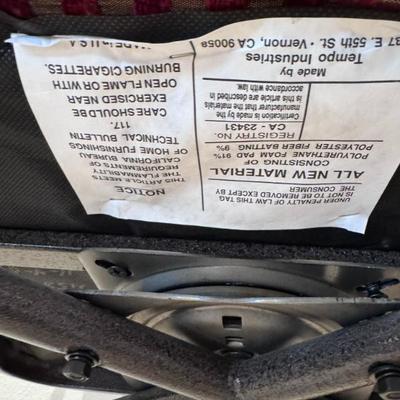 UNDER PENALTY OF LAW THIS TAG
IS NOT TO BE REMOVED EXCEPT BY
THE CONSUMER
ALL NEW MATERIAL
CONSISTING OF
POLYURETHANE FOAM PAD 91%
POLYESTER FIBER BATTING 9%
REGISTRY NO.
CA - 23431
Certification is made by the
manufacturer that the materials
in this article are made in
accordance with law.
Made by
Tempo Industries
37 E. 55th St. • Vernon, CA 90058
NOTICE
THIS ARTICLE MEETS
THE FLAMMABILITY
REQUIREMENTS OF
CALIFORNIA BUREAU
OF HOME FURNISHINGS
TECHNICAL BULLETIN
117.
CARE SHOULD BE
EXERCISED NEAR
OPEN FLAME OR WITH
BURNING CIGARETTES.
MADE IN U.S.A.